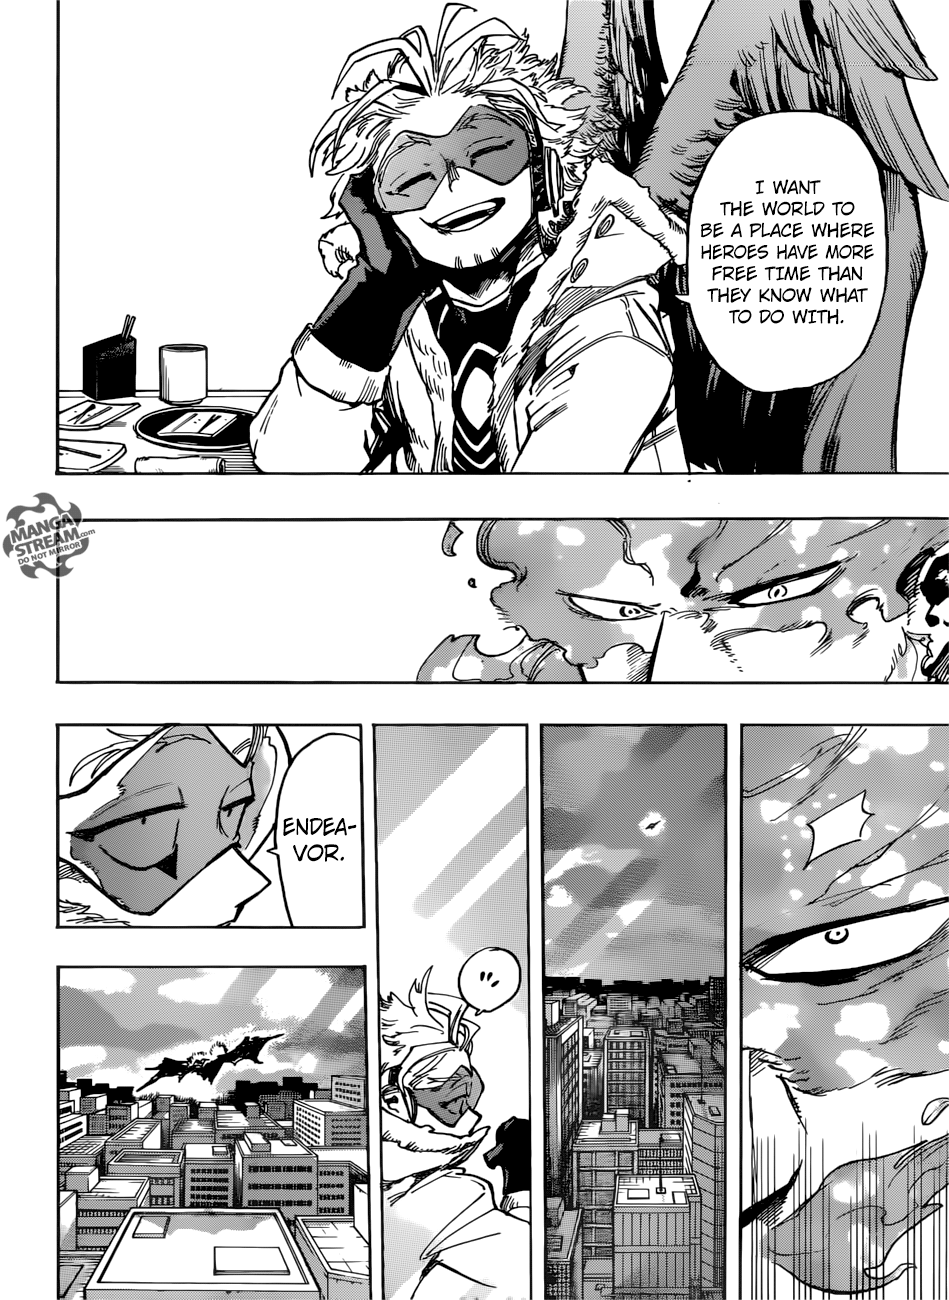 I WANT
THE WORLD TO
BE A PLACE WHERE
HEROES HAVE MORE
FREE TIME THAN
THEY KNOW WHAT
TO DO WITH.
MANGA
STREAM.com
DO NOT MIRROR
ENDEA-
VOR.